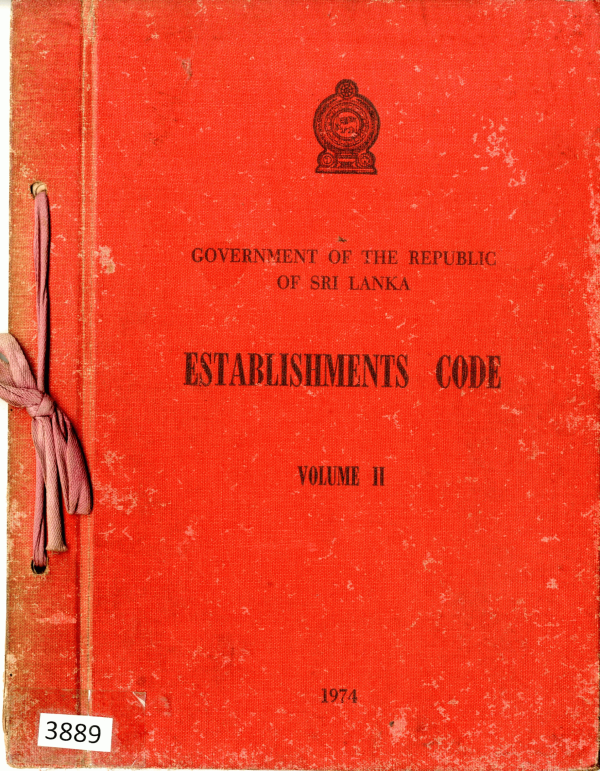 GOVERNMENT OF THE REPUBLIC
OF SRI LANKA
ESTABLISHMENTS CODE
VOLUME II
1974
3889